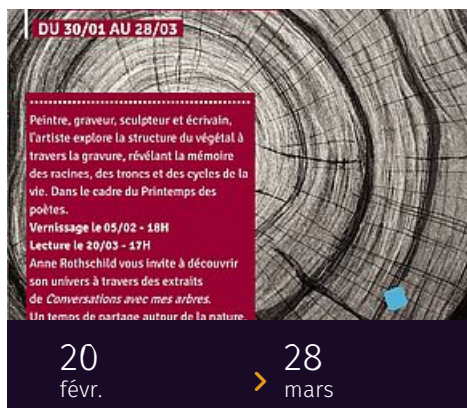 DU 30/01 AU 28/03
Peintre, graveur, sculpteur et écrivain,
l'artiste explore la structure du végétal à
travers la gravure, révélant la mémoire
des racines, des troncs et des cycles de la
vie. Dans le cadre du Printemps des
poètes.
Vernissage le 05/02 - 18H
Lecture le 20/03 - 17H
Anne Rothschild vous invite à découvrir
son univers à travers des extraits
de Conversations avec mes arbres.
Un temps de partage autour de la nature,
20 > 28
févr. mars